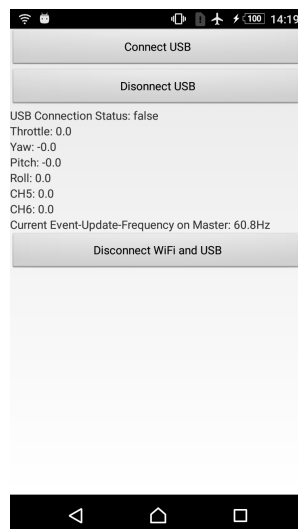 100 14:19
Connect USB
Disonnect USB
USB Connection Status: false
Throttle: 0.0
Yaw: -0.0
Pitch: -0.0
Roll: 0.0
CH5: 0.0
CH6: 0.0
Current Event-Update-Frequency on Master: 60.8Hz
Disconnect WiFi and USB